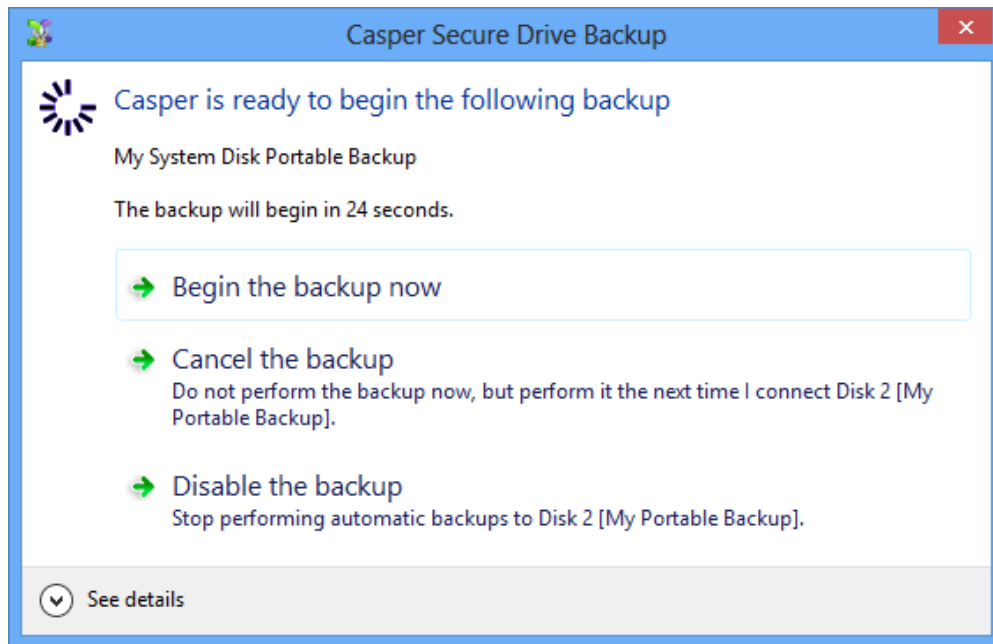 Casper Secure Drive Backup
Casper is ready to begin the following backup
My System Disk Portable Backup
The backup will begin in 24 seconds.
Begin the backup now
Cancel the backup
Do not perform the backup now, but perform it the next time I connect Disk 2 [My
Portable Backup].
Disable the backup
Stop performing automatic backups to Disk 2 [My Portable Backup].
See details